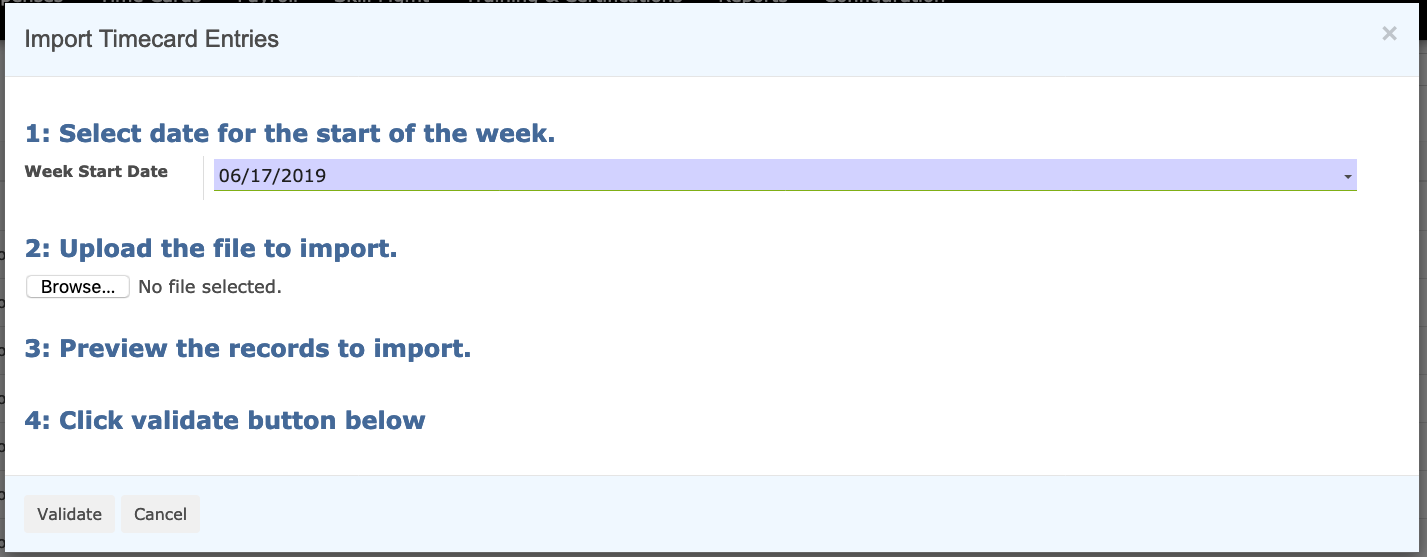 Import Timecard Entries
×
1: Select date for the start of the week.
Week Start Date
06/17/2019
2: Upload the file to import.
Browse... No file selected.
3: Preview the records to import.
4: Click validate button below
Validate Cancel